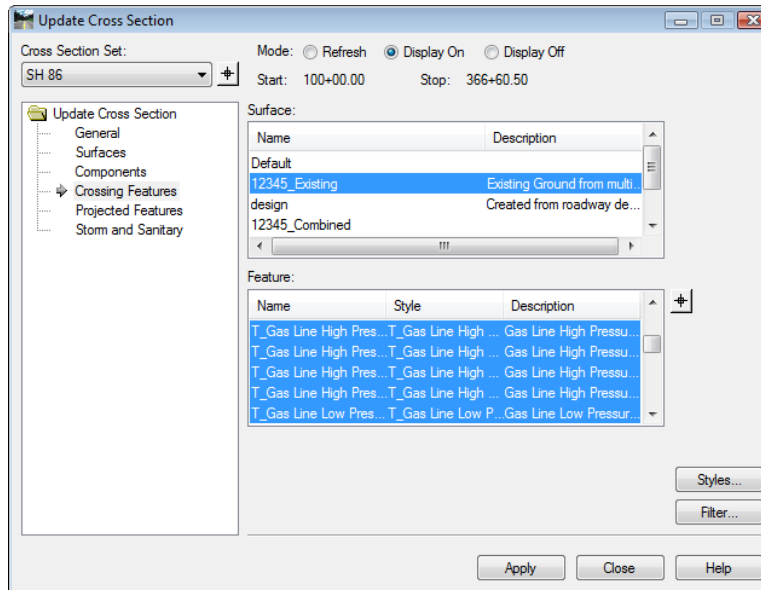 Update Cross Section
Cross Section Set:
SH 86
Mode: Refresh Display On Display Off
Start: 100+00.00 Stop: 366+60.50
Update Cross Section
General
Surfaces
Components
Crossing Features
Projected Features
Storm and Sanitary
Surface:
Name Description
Default
12345_Existing Existing Ground from multi...
design Created from roadway de...
12345_Combined
Feature:
Name Style Description
T_Gas Line High Pres... T_Gas Line High ... Gas Line High Pressu...
T_Gas Line High Pres... T_Gas Line High ... Gas Line High Pressu...
T_Gas Line High Pres... T_Gas Line High ... Gas Line High Pressu...
T_Gas Line High Pres... T_Gas Line High ... Gas Line High Pressu...
T_Gas Line Low Pres... T_Gas Line Low P... Gas Line Low Pressur...
Styles...
Filter...
Apply Close Help